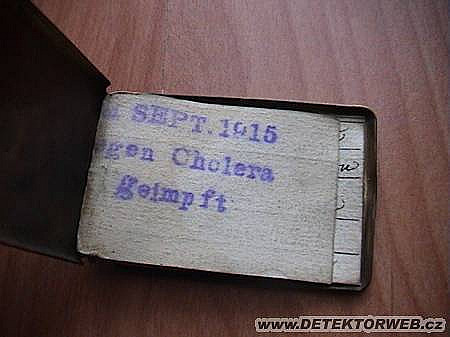 SEPT. 1915
gen Cholera
geimpft
WWW.DETEKTORWEB.CZ